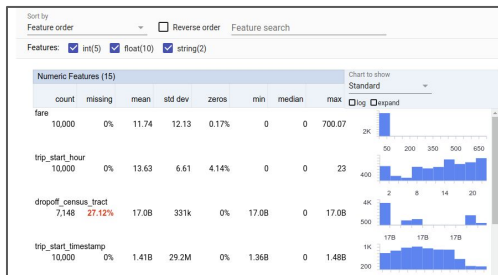 Sort by
Feature order
Reverse order
Feature search
Features: int(5) float(10) string(2)
Numeric Features (15)
Chart to show
Standard
log expand
count missing mean std dev zeros min median max
fare
10,000 0% 11.74 12.13 0.17% 0 0 700.07
2K
50 200 350 500 650
trip_start_hour
10,000 0% 13.63 6.61 4.14% 0 0 23
400
2 8 14 20
dropoff_census_tract
7,148 27.12% 17.0B 331k 0% 17.0B 0 17.0B
4K
500
17B 17B 17B
trip_start_timestamp
10,000 0% 1.41B 29.2M 0% 1.36B 0 1.48B
1K
200